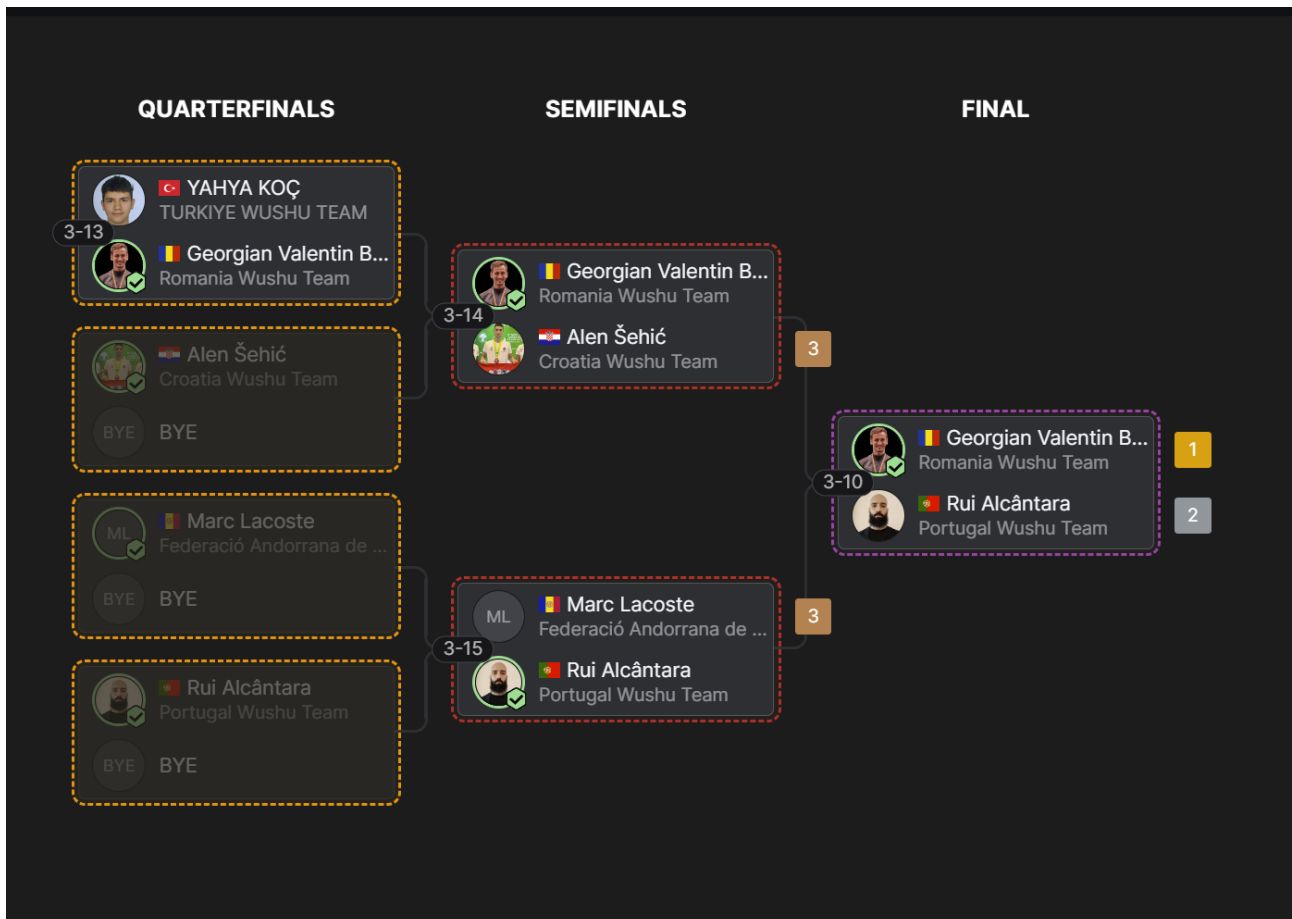 QUARTERFINALS
SEMIFINALS
FINAL
YAHYA KOÇ
TURKIYE WUSHU TEAM
3-13
Georgian Valentin B...
Romania Wushu Team
Alen Šehić
Croatia Wushu Team
BYE BYE
ML
Marc Lacoste
Federació Andorrana de ...
BYE BYE
Rui Alcântara
Portugal Wushu Team
BYE BYE
Georgian Valentin B...
Romania Wushu Team
3-14
Alen Šehić
Croatia Wushu Team
3
ML
Marc Lacoste
Federació Andorrana de ...
3-15
Rui Alcântara
Portugal Wushu Team
3
Georgian Valentin B...
Romania Wushu Team
1
3-10
Rui Alcântara
Portugal Wushu Team
2